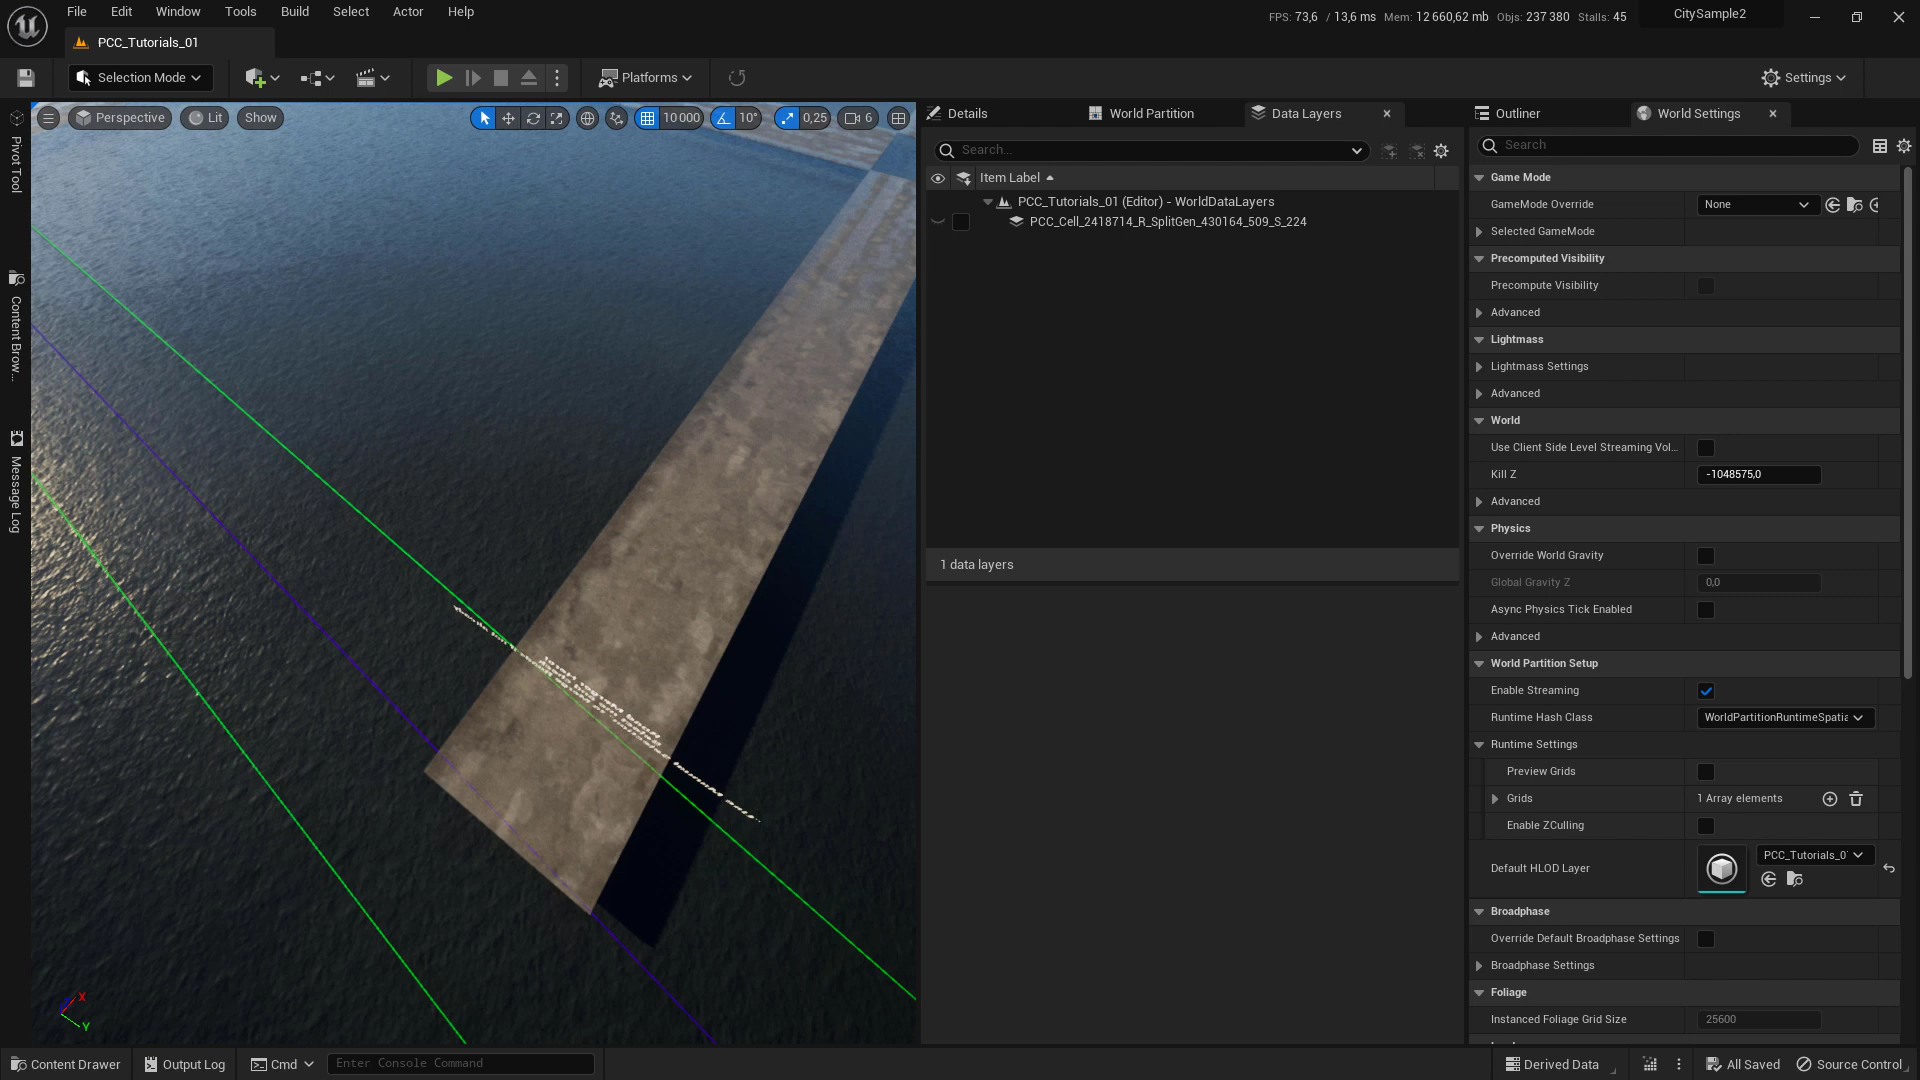 File Edit Window Tools Build Select Actor Help
FPS: 73,6 / 13,6 ms Mem: 12 660,62 mb Objs: 237 380 Stalls: 45
CitySample2
PCC_Tutorials_01
Selection Mode
Platforms
Settings
Pivot Tool
Content Brow...
Message Log
Perspective
Lit
Show
10 000
10°
0,25
6
X
Y
Details
World Partition
Data Layers
Search...
Item Label
PCC_Tutorials_01 (Editor) - WorldDataLayers
PCC_Cell_2418714_R_SplitGen_430164_509_S_224
1 data layers
Outliner
World Settings
Search
Game Mode
GameMode Override None
Selected GameMode
Precomputed Visibility
Precompute Visibility
Advanced
Lightmass
Lightmass Settings
Advanced
World
Use Client Side Level Streaming Vol...
Kill Z -1048575,0
Advanced
Physics
Override World Gravity
Global Gravity Z 0,0
Async Physics Tick Enabled
Advanced
World Partition Setup
Enable Streaming
Runtime Hash Class WorldPartitionRuntimeSpatia
Runtime Settings
Preview Grids
Grids 1 Array elements
Enable ZCulling
Default HLOD Layer PCC_Tutorials_0
Broadphase
Override Default Broadphase Settings
Broadphase Settings
Foliage
Instanced Foliage Grid Size 25600
Content Drawer
Output Log
Cmd
Enter Console Command
Derived Data
All Saved
Source Control